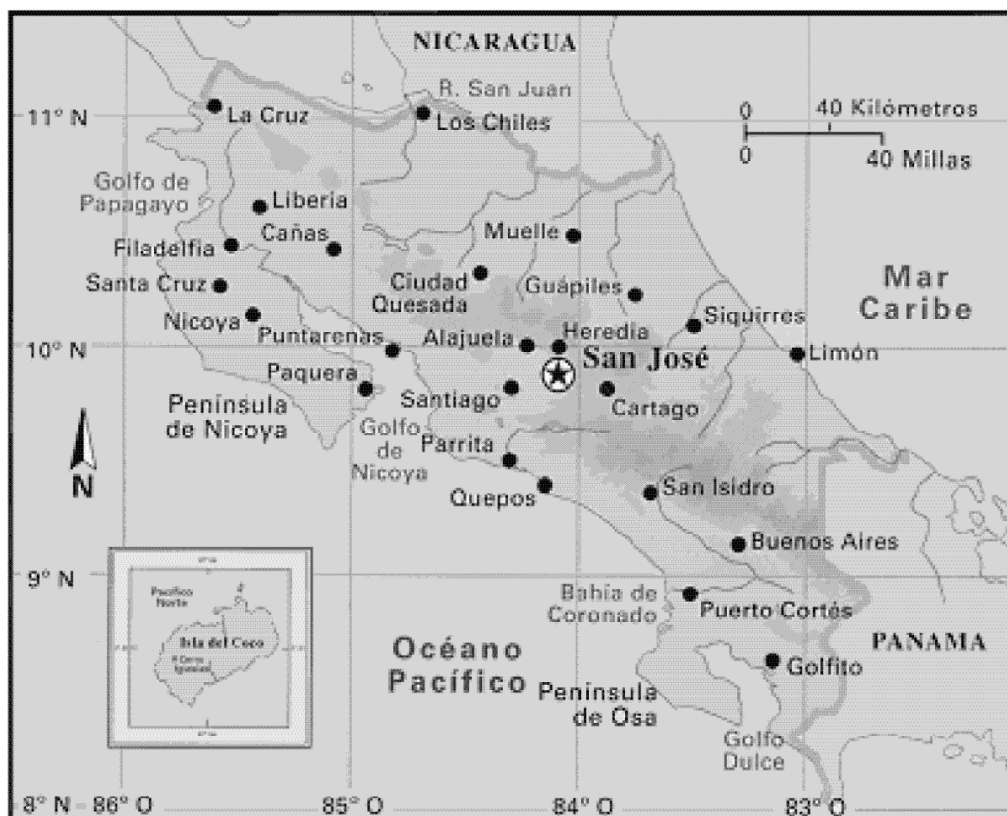 NICARAGUA
R. San Juan
La Cruz
Los Chiles
11° N
0
40 Kilómetros
0
40 Millas
Golfo de
Papagayo
Liberia
Cañas
Muelle
Filadelfia
Santa Cruz
Ciudad
Quesada
Guápiles
Mar
Caribe
Nicoya
Puntarenas
Alajuela
Heredia
Siquirres
10° N
San José
Limón
Paquera
Santiago
Cartago
Península
de Nicoya
Golfo
de
Nicoya
Parrita
N
Quepos
San Isidro
Buenos Aires
9° N
Bahía de
Coronado
Puerto Cortés
Pacífico
Norte
Isla del Coco
Océano
Pacífico
PANAMA
Golfito
Península
de Osa
Golfo
Dulce
8° N
86° O
85° O
84° O
83° O